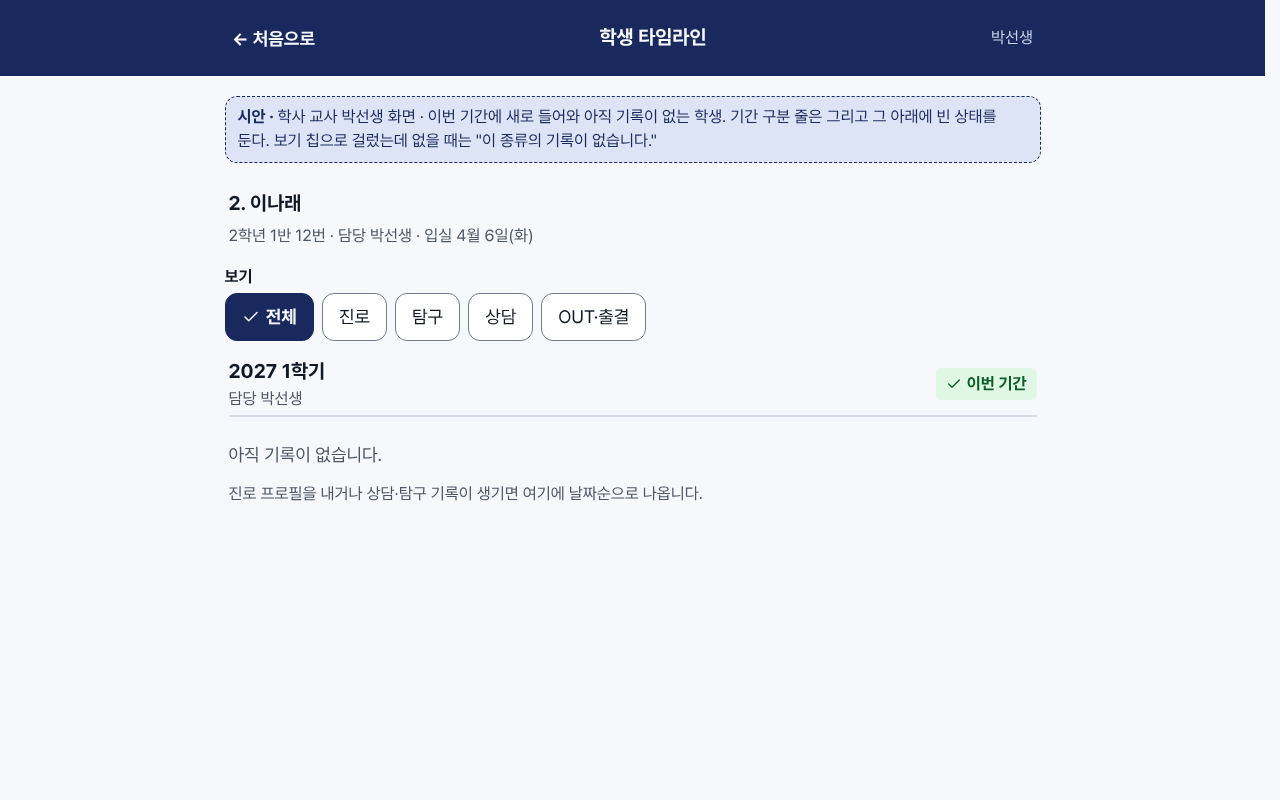 ← 처음으로
학생 타임라인
박선생
시안 · 학사 교사 박선생 화면 · 이번 기간에 새로 들어와 아직 기록이 없는 학생. 기간 구분 줄은 그리고 그 아래에 빈 상태를
둔다. 보기 칩으로 걸렀는데 없을 때는 "이 종류의 기록이 없습니다."
2. 이나래
2학년 1반 12번 · 담당 박선생 · 입실 4월 6일(화)
보기
✓ 전체
진로
탐구
상담
OUT·출결
2027 1학기
✓ 이번 기간
담당 박선생
아직 기록이 없습니다.
진로 프로필을 내거나 상담·탐구 기록이 생기면 여기에 날짜순으로 나옵니다.